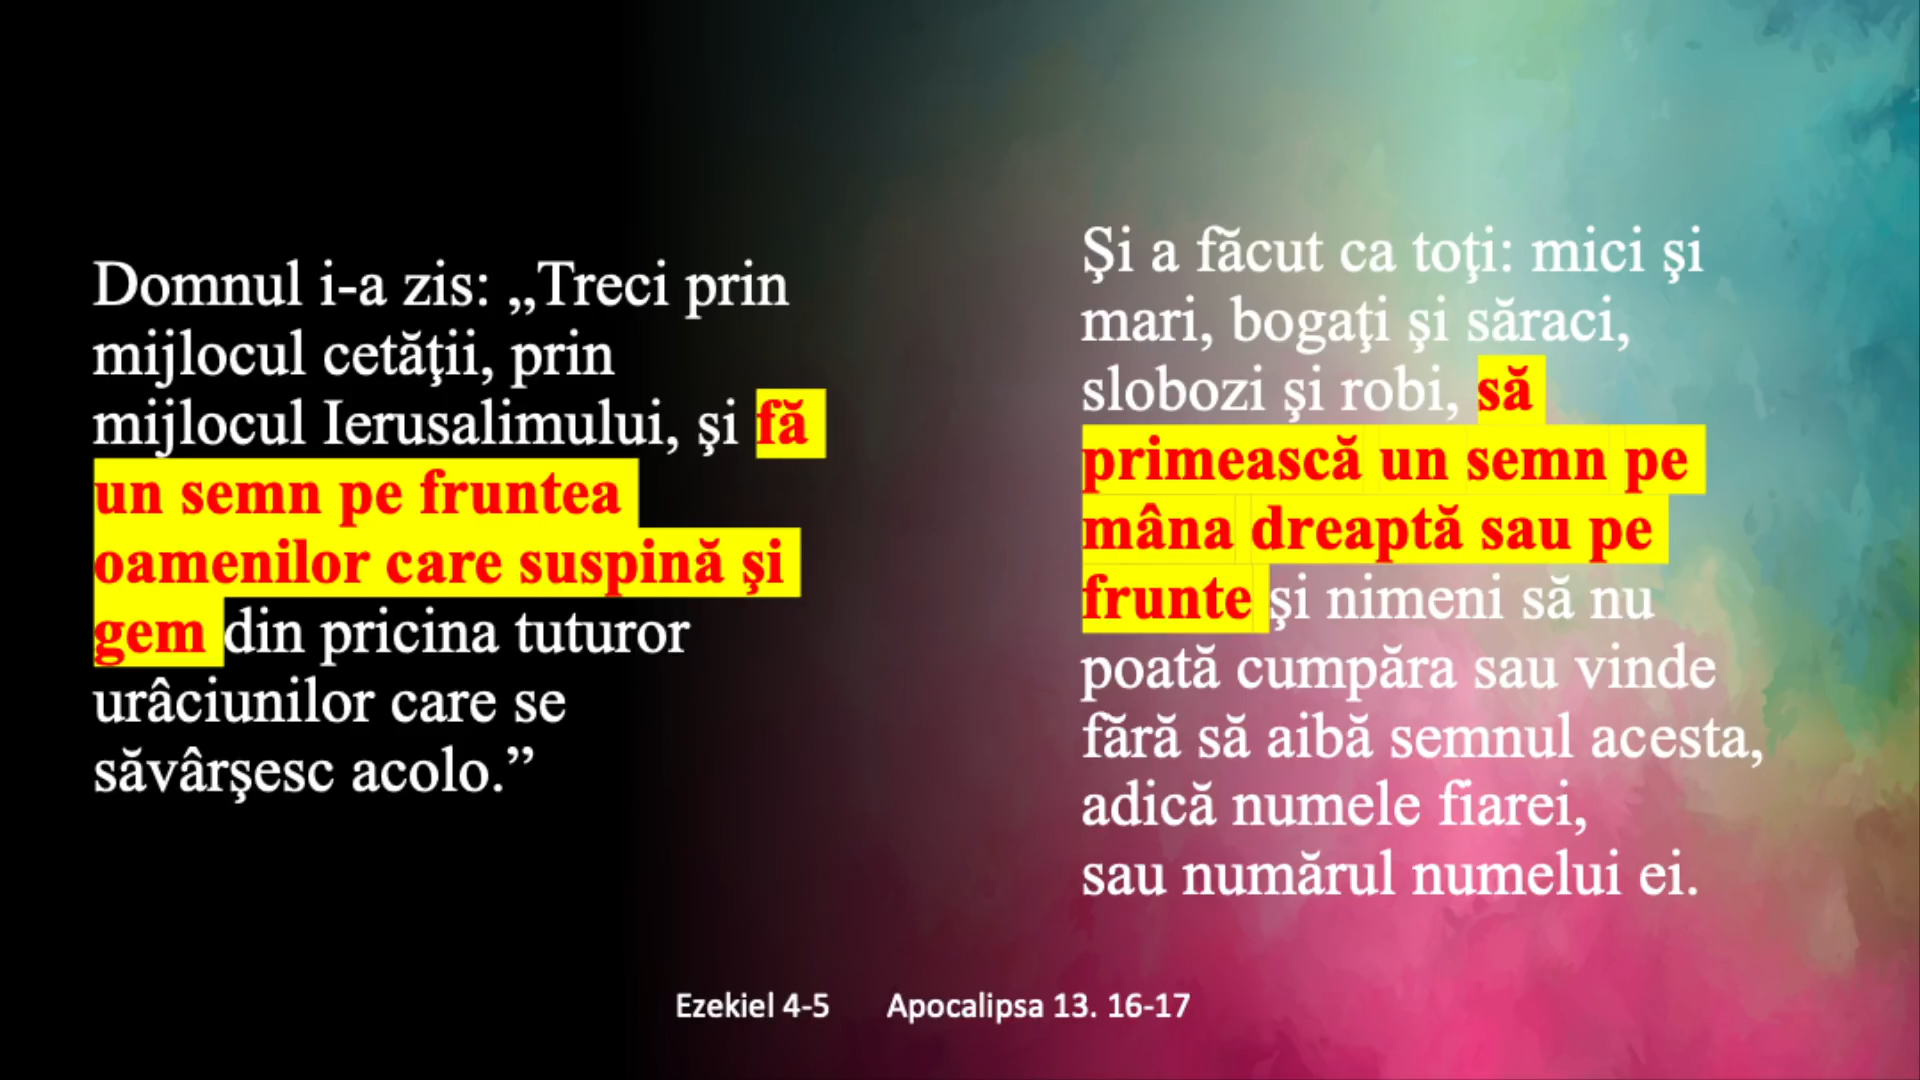 Domnul i-a zis: „Treci prin
mijlocul cetăţii, prin
mijlocul Ierusalimului, şi fă
un semn pe fruntea
oamenilor care suspină şi
gem din pricina tuturor
urâciunilor care se
săvârşesc acolo.”
Şi a făcut ca toţi: mici şi
mari, bogaţi şi săraci,
slobozi şi robi, să
primească un semn pe
mâna dreaptă sau pe
frunte şi nimeni să nu
poată cumpăra sau vinde
fără să aibă semnul acesta,
adică numele fiarei,
sau numărul numelui ei.
Ezekiel 4-5 Apocalipsa 13. 16-17